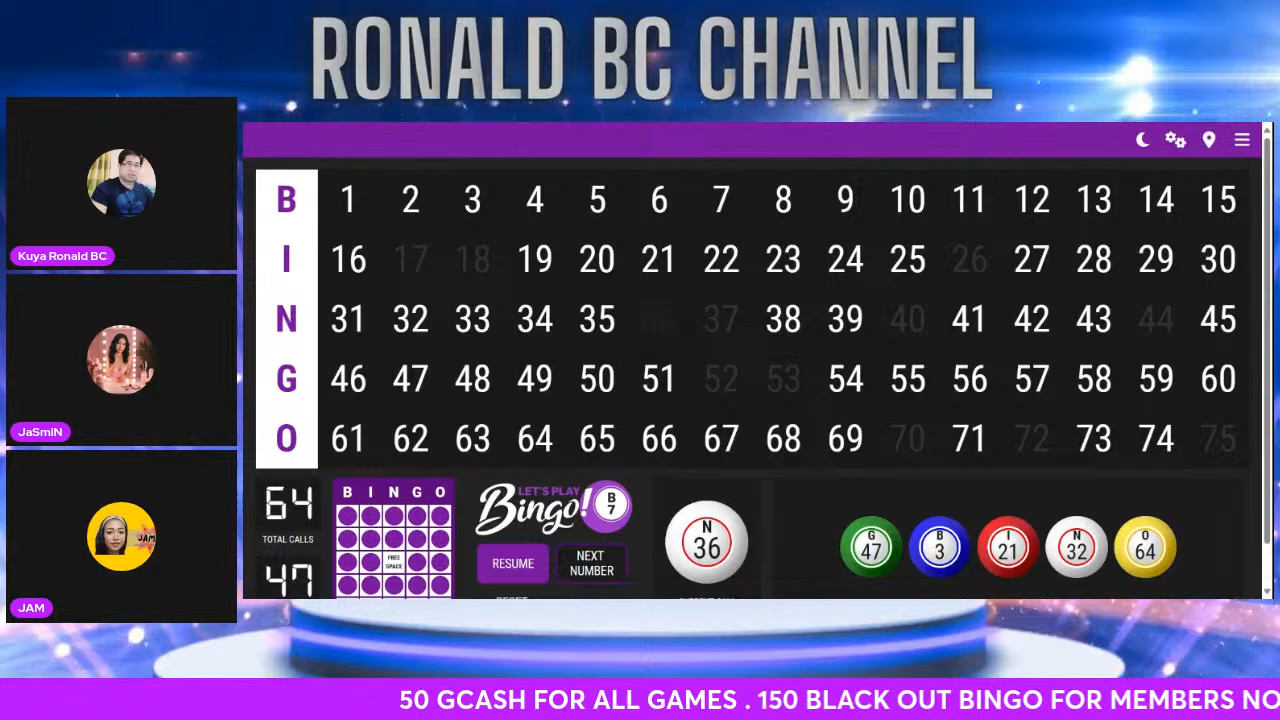 RONALD BC CHANNEL
Kuya Ronald BC
JaSmiN
JAM
B 1 2 3 4 5 6 7 8 9 10 11 12 13 14 15
I 16 17 18 19 20 21 22 23 24 25 26 27 28 29 30
N 31 32 33 34 35 37 38 39 40 41 42 43 44 45
G 46 47 48 49 50 51 52 53 54 55 56 57 58 59 60
O 61 62 63 64 65 66 67 68 69 70 71 72 73 74 75
64
TOTAL CALLS
47
B I N G O
FREE SPACE
LET'S PLAY
Bingo!
B 7
RESUME
NEXT NUMBER
N 36
G 47
B 3
I 21
N 32
O 64
50 GCASH FOR ALL GAMES . 150 BLACK OUT BINGO FOR MEMBERS NO